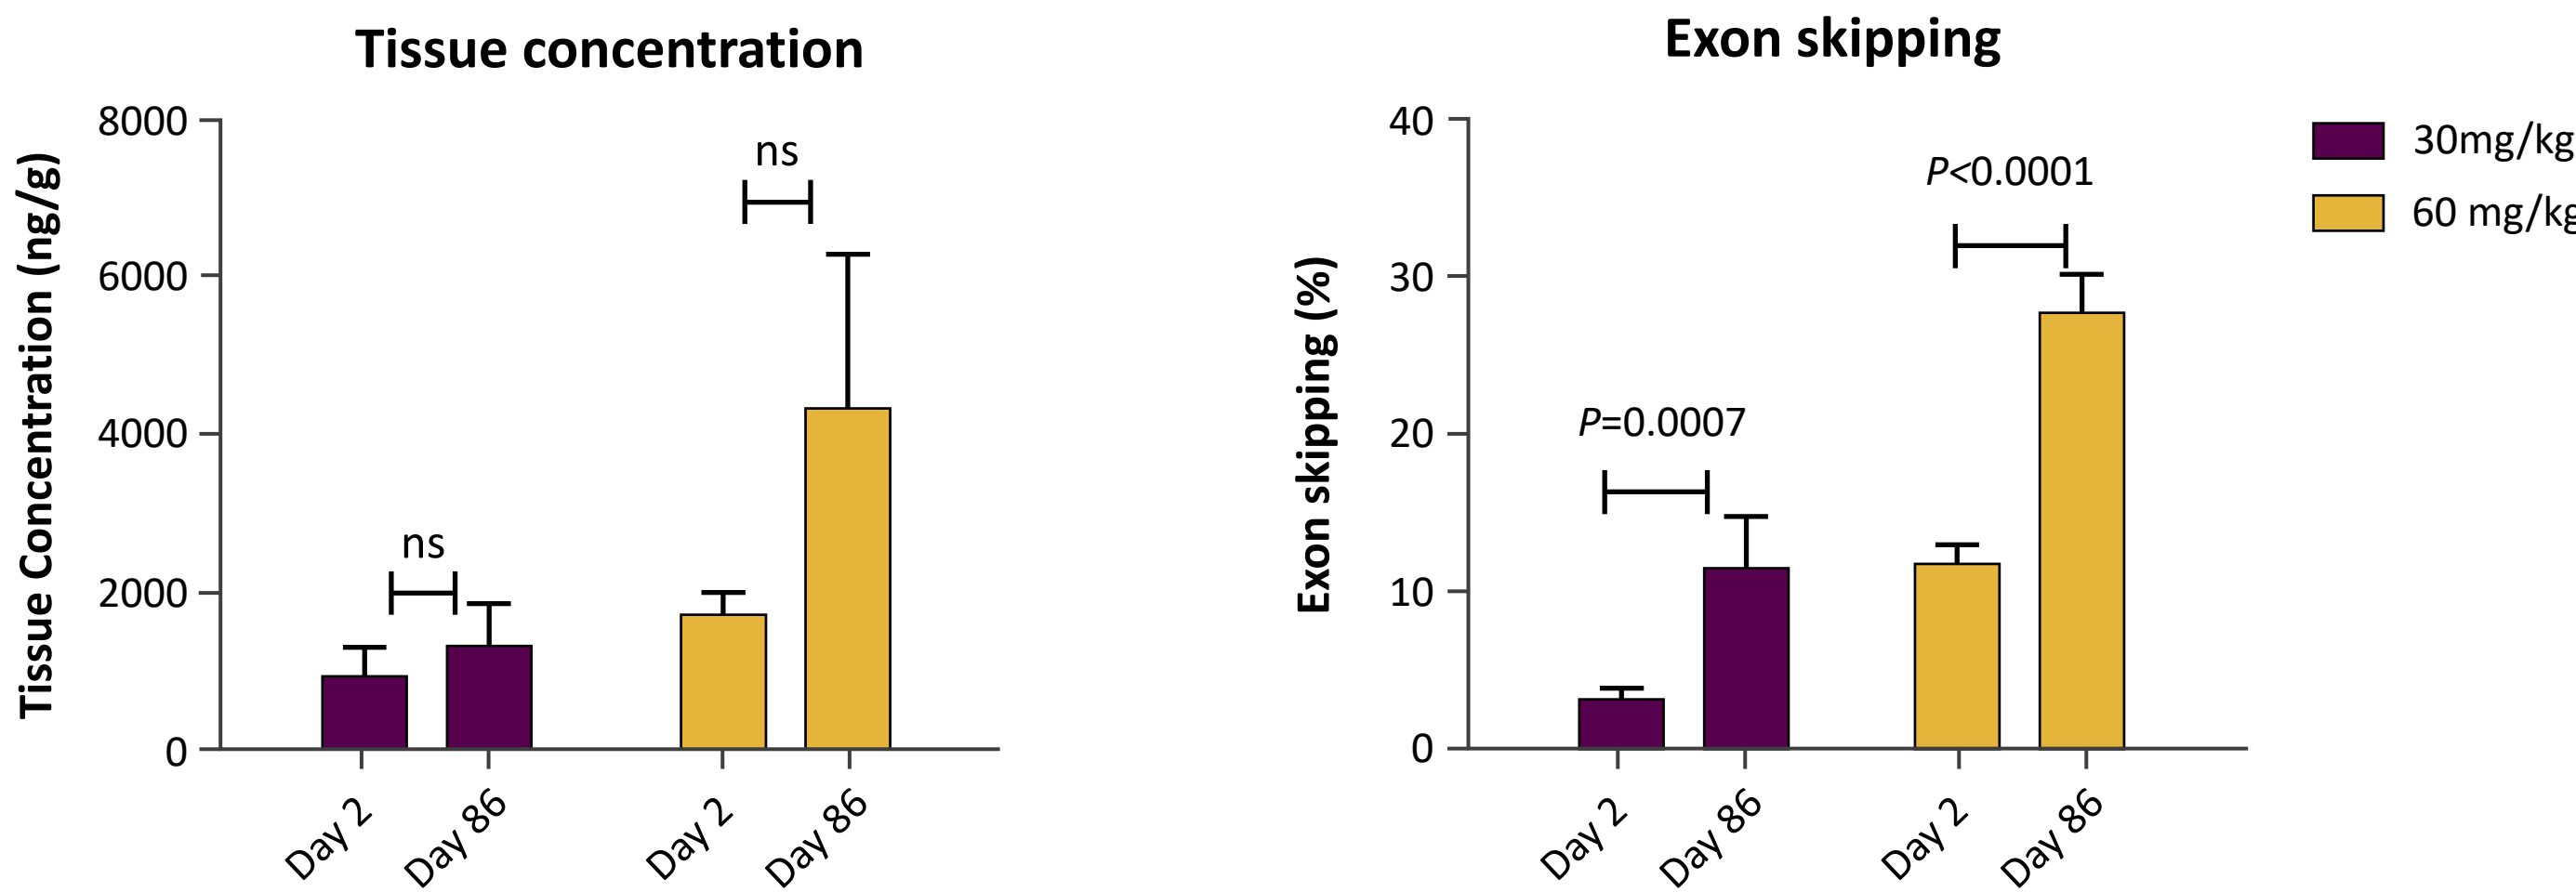 Tissue concentration
Tissue Concentration (ng/g)
8000
6000
4000
2000
0
ns
ns
Day 2
Day 86
Day 2
Day 86
Exon skipping
Exon skipping (%)
40
30
20
10
0
P=0.0007
P<0.0001
Day 2
Day 86
Day 2
Day 86
30mg/kg
60 mg/kg